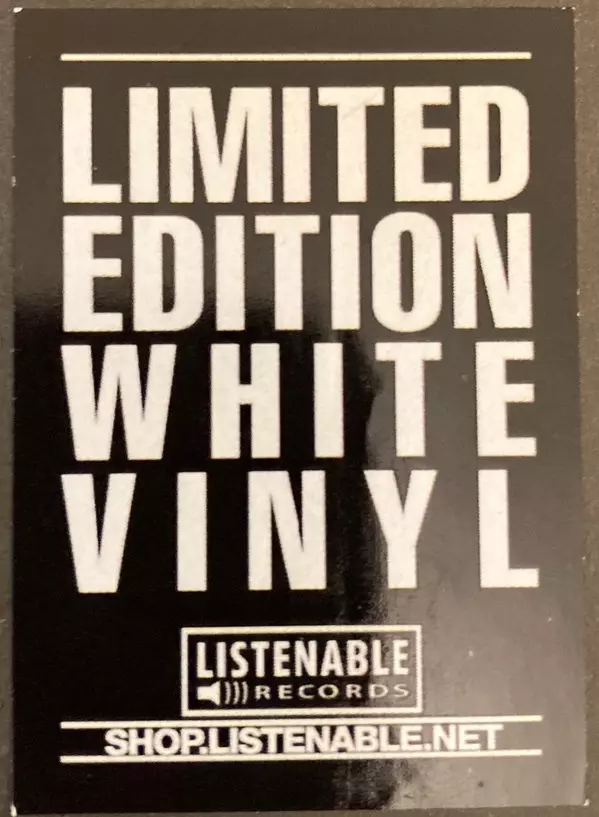 LIMITED
EDITION
WHITE
VINYL
LISTENABLE
RECORDS
SHOP.LISTENABLE.NET